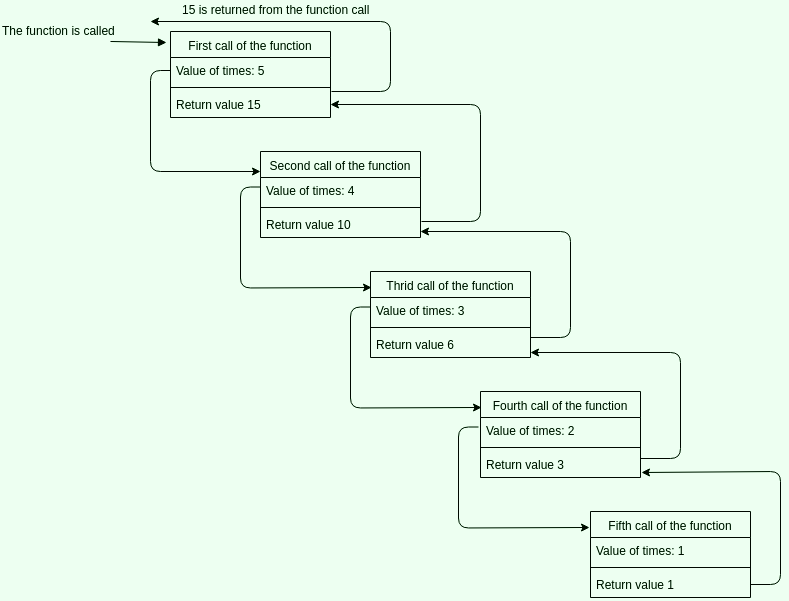 15 is returned from the function call
The function is called
First call of the function
Value of times: 5
Return value 15
Second call of the function
Value of times: 4
Return value 10
Thrid call of the function
Value of times: 3
Return value 6
Fourth call of the function
Value of times: 2
Return value 3
Fifth call of the function
Value of times: 1
Return value 1